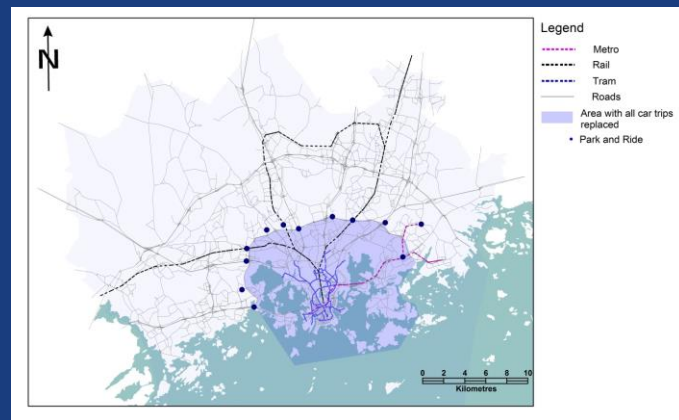 N
Legend
Metro
Rail
Tram
Roads
Area with all car trips
replaced
Park and Ride
0 2 4 6 8 10
Kilometres